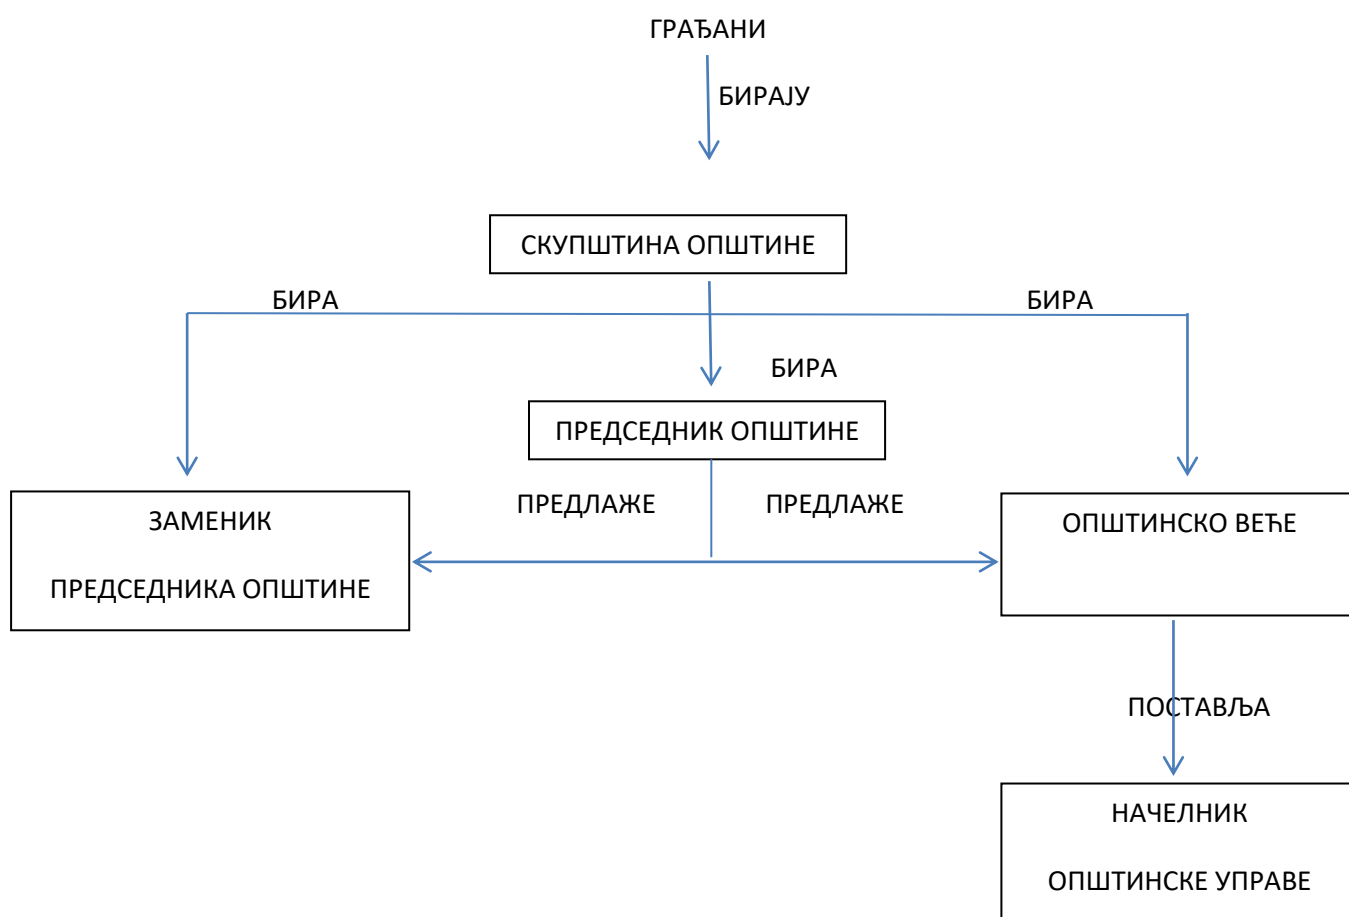 ГРАЂАНИ
БИРАЈУ
СКУПШТИНА ОПШТИНЕ
БИРА
БИРА
БИРА
ПРЕДСЕДНИК ОПШТИНЕ
ПРЕДЛАЖЕ
ПРЕДЛАЖЕ
ЗАМЕНИК
ПРЕДСЕДНИКА ОПШТИНЕ
ОПШТИНСКО ВЕЋЕ
ПОСТАВЉА
НАЧЕЛНИК
ОПШТИНСКЕ УПРАВЕ